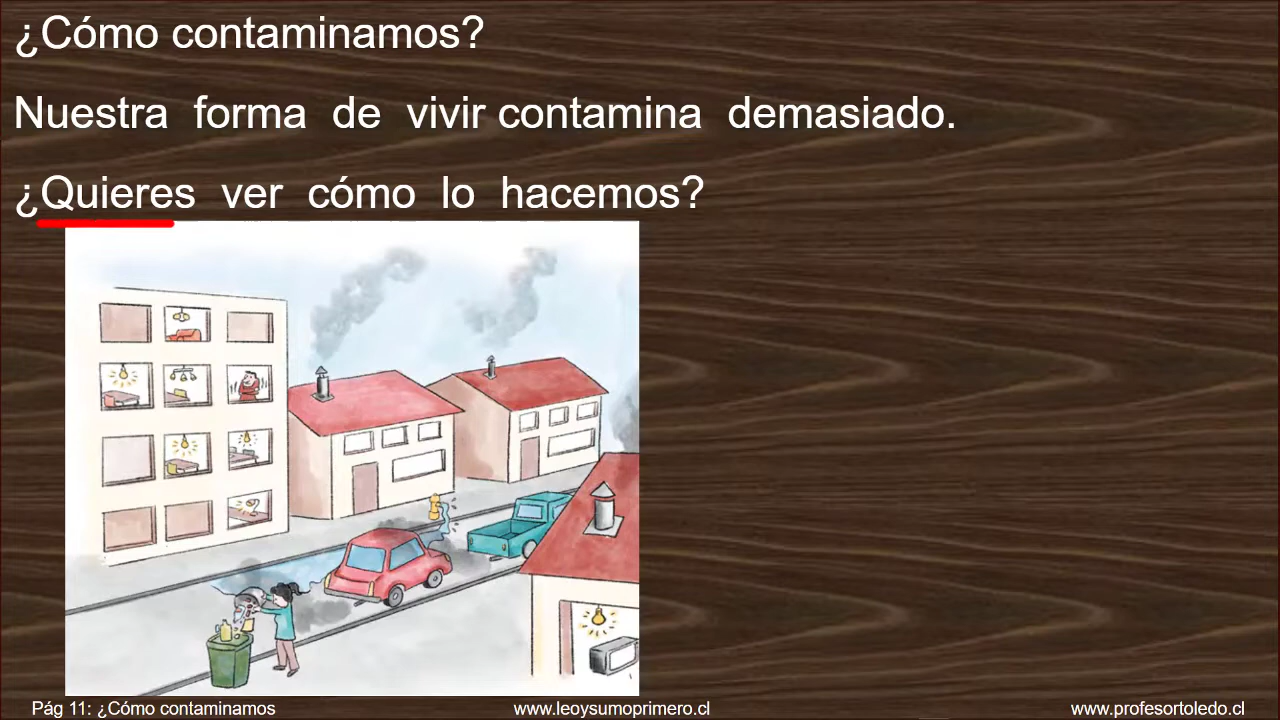 ¿Cómo contaminamos?
Nuestra forma de vivir contamina demasiado.
¿Quieres ver cómo lo hacemos?
Pág 11: ¿Cómo contaminamos
www.leoysumoprimero.cl
www.profesortoledo.cl